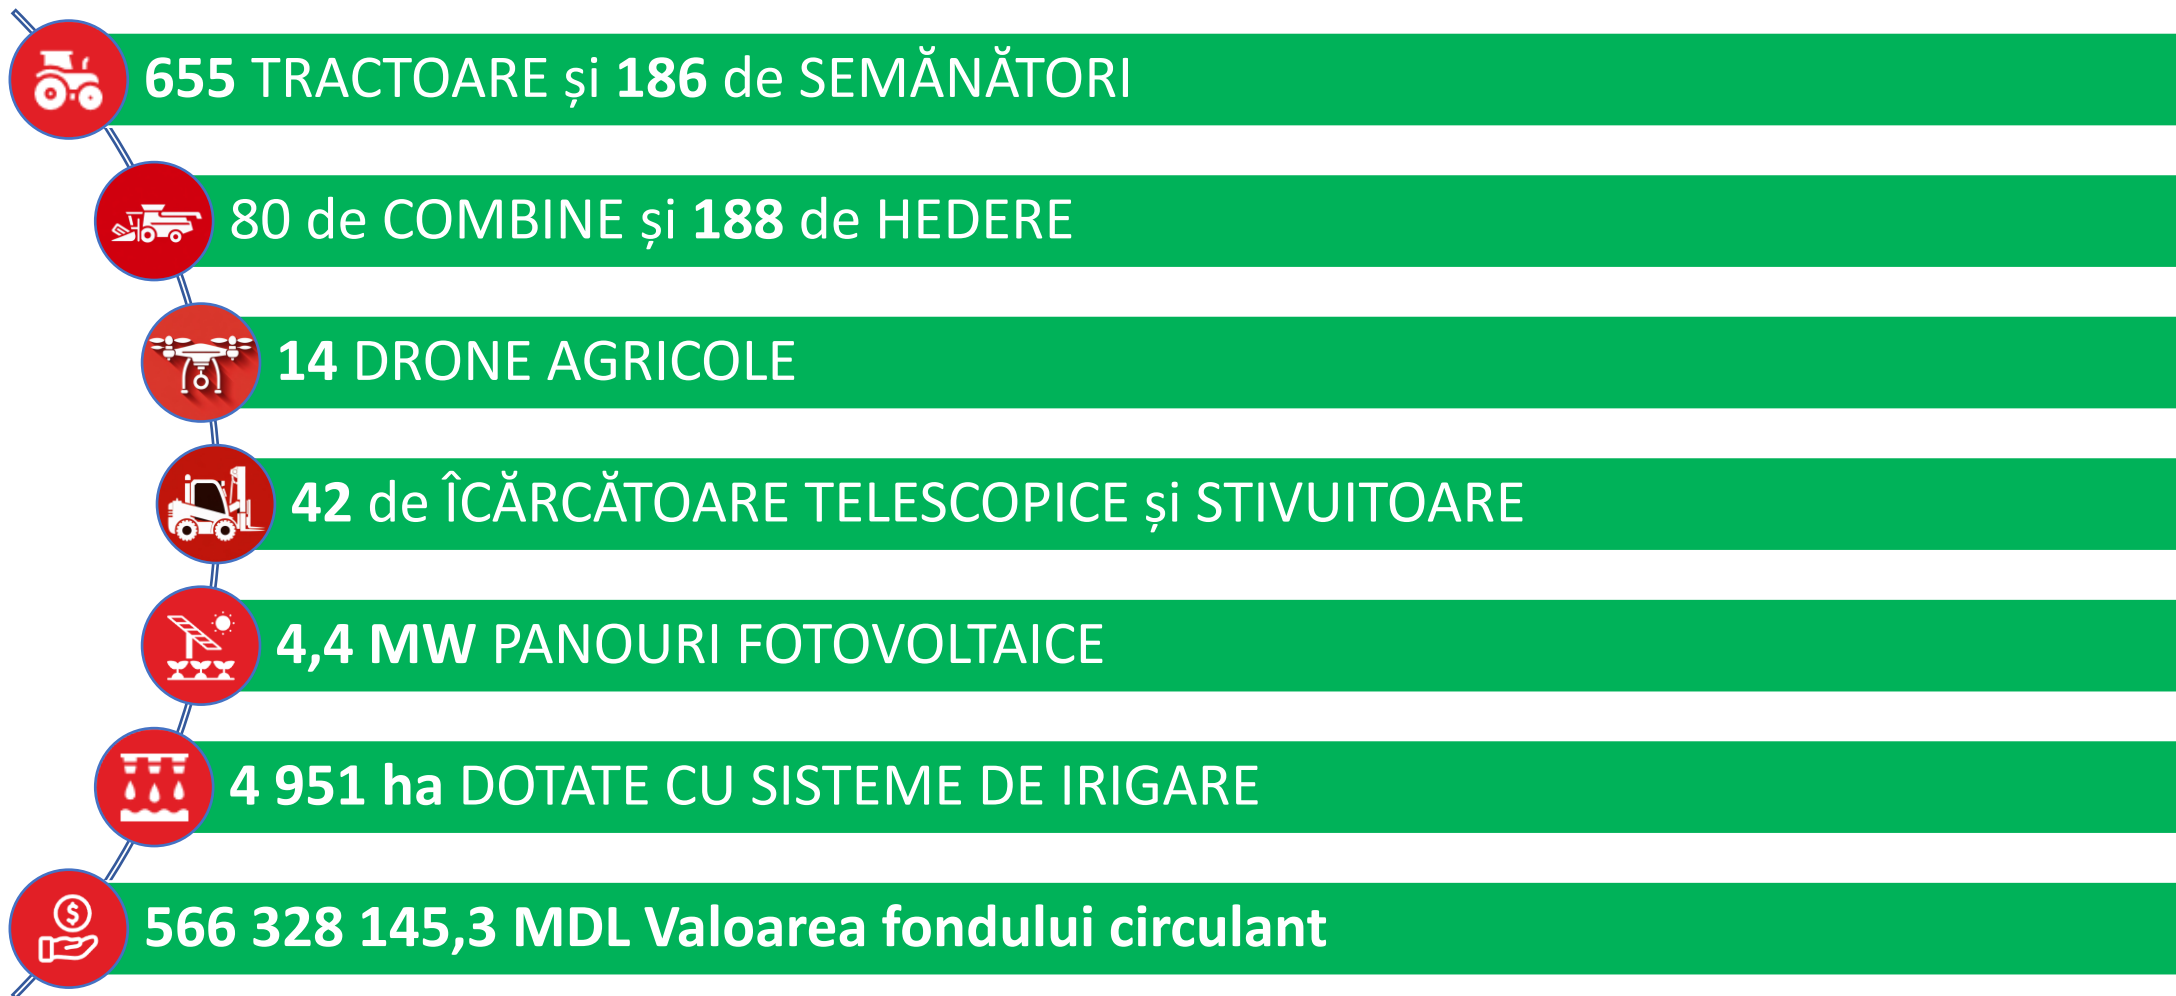 655 TRACTOARE și 186 de SEMĂNĂTORI
80 de COMBINE și 188 de HEDERE
14 DRONE AGRICOLE
42 de ÎCĂRCĂTOARE TELESCOPICE și STIVUITOARE
4,4 MW PANOURI FOTOVOLTAICE
4 951 ha DOTATE CU SISTEME DE IRIGARE
566 328 145,3 MDL Valoarea fondului circulant